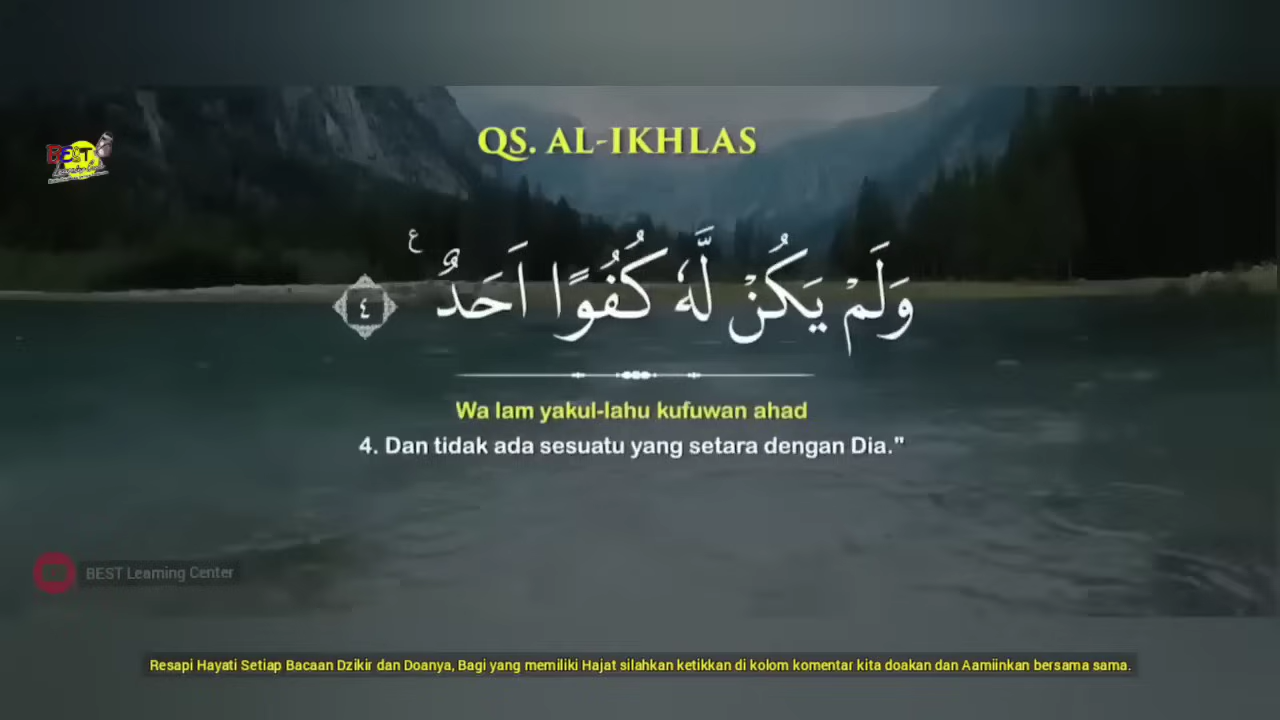 QS. AL-IKHLAS
BEST
وَلَمْ يَكُنْ لَّهٗ كُفُوًا اَحَدٌ ࣖ ٤
Wa lam yakul-lahu kufuwan ahad
4. Dan tidak ada sesuatu yang setara dengan Dia."
BEST Learning Center
Resapi Hayati Setiap Bacaan Dzikir dan Doanya, Bagi yang memiliki Hajat silahkan ketikkan di kolom komentar kita doakan dan Aamiinkan bersama sama.